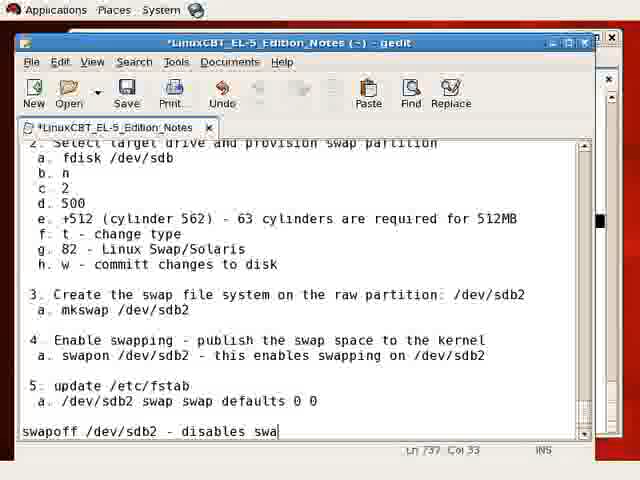 Applications Places System
*LinuxCBT_EL-5_Edition_Notes (~) - gedit
File Edit View Search Tools Documents Help
New Open Save Print... Undo Paste Find Replace
*LinuxCBT_EL-5_Edition_Notes
2. Select target drive and provision swap partition
a. fdisk /dev/sdb
b. n
c. 2
d. 500
e. +512 (cylinder 562) - 63 cylinders are required for 512MB
f. t - change type
g. 82 - Linux Swap/Solaris
h. w - committ changes to disk
3. Create the swap file system on the raw partition: /dev/sdb2
a. mkswap /dev/sdb2
4. Enable swapping - publish the swap space to the kernel
a. swapon /dev/sdb2 - this enables swapping on /dev/sdb2
5. update /etc/fstab
a. /dev/sdb2 swap swap defaults 0 0
swapoff /dev/sdb2 - disables swa
Ln 737, Col 33 INS